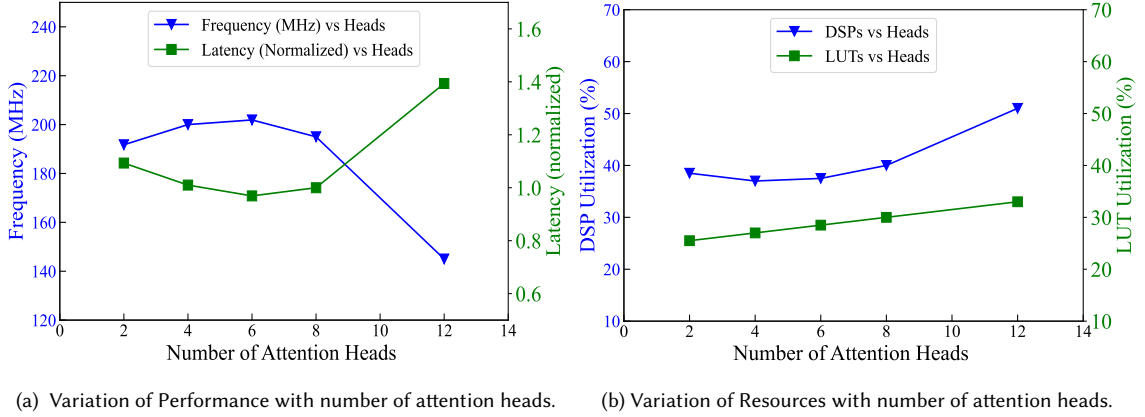 Frequency (MHz) vs Heads
Latency (Normalized) vs Heads
240
220
200
180
160
140
120
Frequency (MHz)
1.6
1.4
1.2
1.0
0.8
0.6
Latency (normalized)
0 2 4 6 8 10 12 14
Number of Attention Heads
(a) Variation of Performance with number of attention heads.
DSPs vs Heads
LUTs vs Heads
70
60
50
40
30
20
10
DSP Utilization (%)
70
60
50
40
30
20
10
LUT Utilization (%)
0 2 4 6 8 10 12 14
Number of Attention Heads
(b) Variation of Resources with number of attention heads.